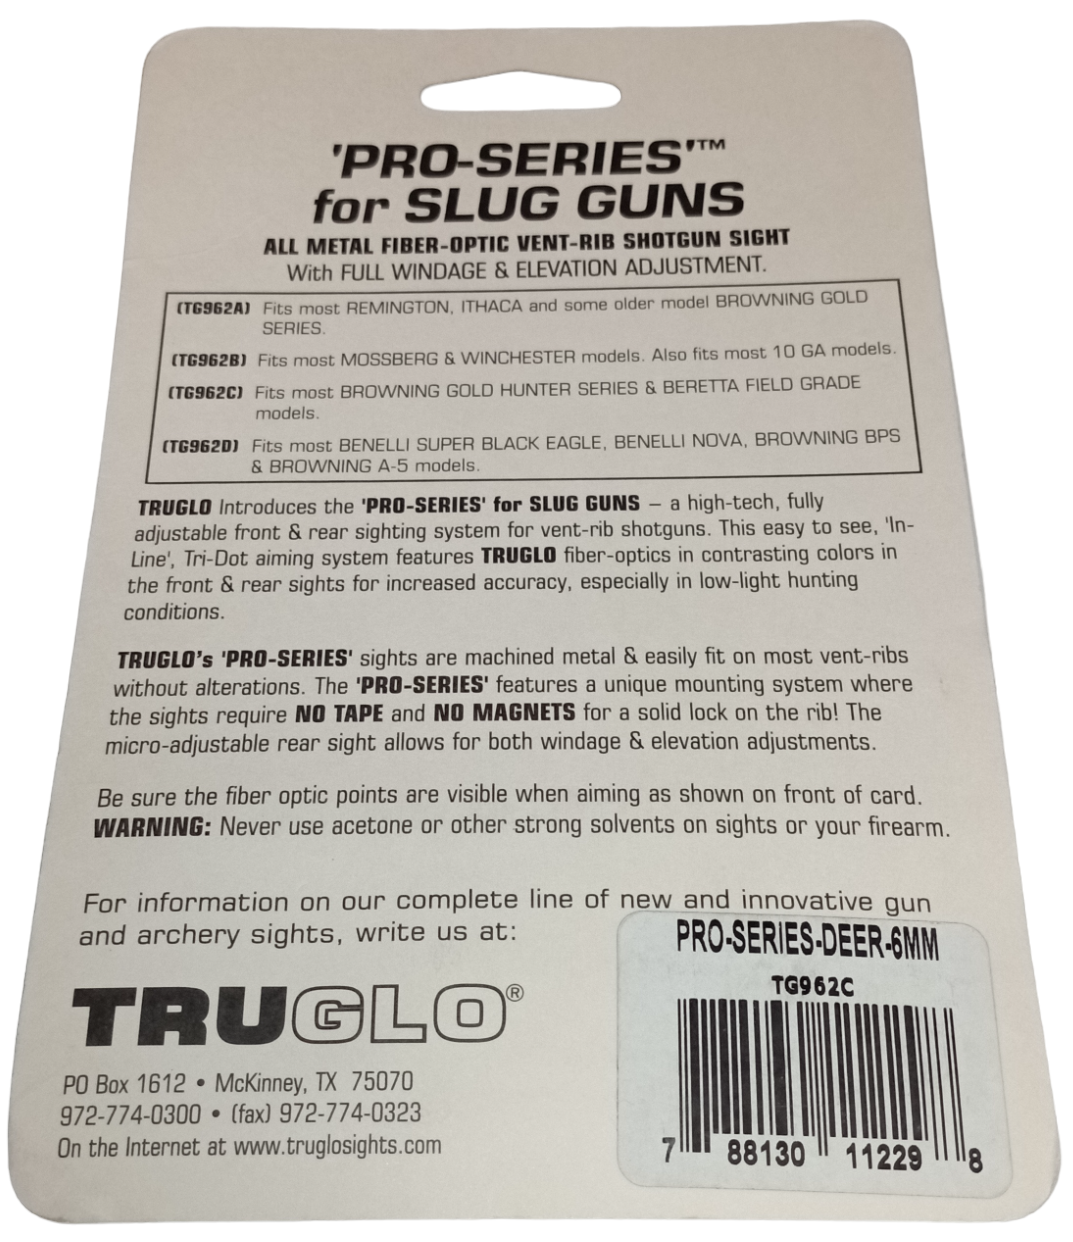 'PRO-SERIES'™
for SLUG GUNS
ALL METAL FIBER-OPTIC VENT-RIB SHOTGUN SIGHT
With FULL WINDAGE & ELEVATION ADJUSTMENT.
(TG962A) Fits most REMINGTON, ITHACA and some older model BROWNING GOLD
SERIES.
(TG962B) Fits most MOSSBERG & WINCHESTER models. Also fits most 10 GA models.
(TG962C) Fits most BROWNING GOLD HUNTER SERIES & BERETTA FIELD GRADE
models.
(TG962D) Fits most BENELLI SUPER BLACK EAGLE, BENELLI NOVA, BROWNING BPS
& BROWNING A-5 models.
TRUGLO Introduces the 'PRO-SERIES' for SLUG GUNS – a high-tech, fully
adjustable front & rear sighting system for vent-rib shotguns. This easy to see, 'In-
Line', Tri-Dot aiming system features TRUGLO fiber-optics in contrasting colors in
the front & rear sights for increased accuracy, especially in low-light hunting
conditions.
TRUGLO's 'PRO-SERIES' sights are machined metal & easily fit on most vent-ribs
without alterations. The 'PRO-SERIES' features a unique mounting system where
the sights require NO TAPE and NO MAGNETS for a solid lock on the rib! The
micro-adjustable rear sight allows for both windage & elevation adjustments.
Be sure the fiber optic points are visible when aiming as shown on front of card.
WARNING: Never use acetone or other strong solvents on sights or your firearm.
For information on our complete line of new and innovative gun
and archery sights, write us at:
TRUGLO®
PO Box 1612 • McKinney, TX 75070
972-774-0300 • (fax) 972-774-0323
On the Internet at www.truglosights.com
PRO-SERIES-DEER-6MM
TG962C
7 88130 11229 8